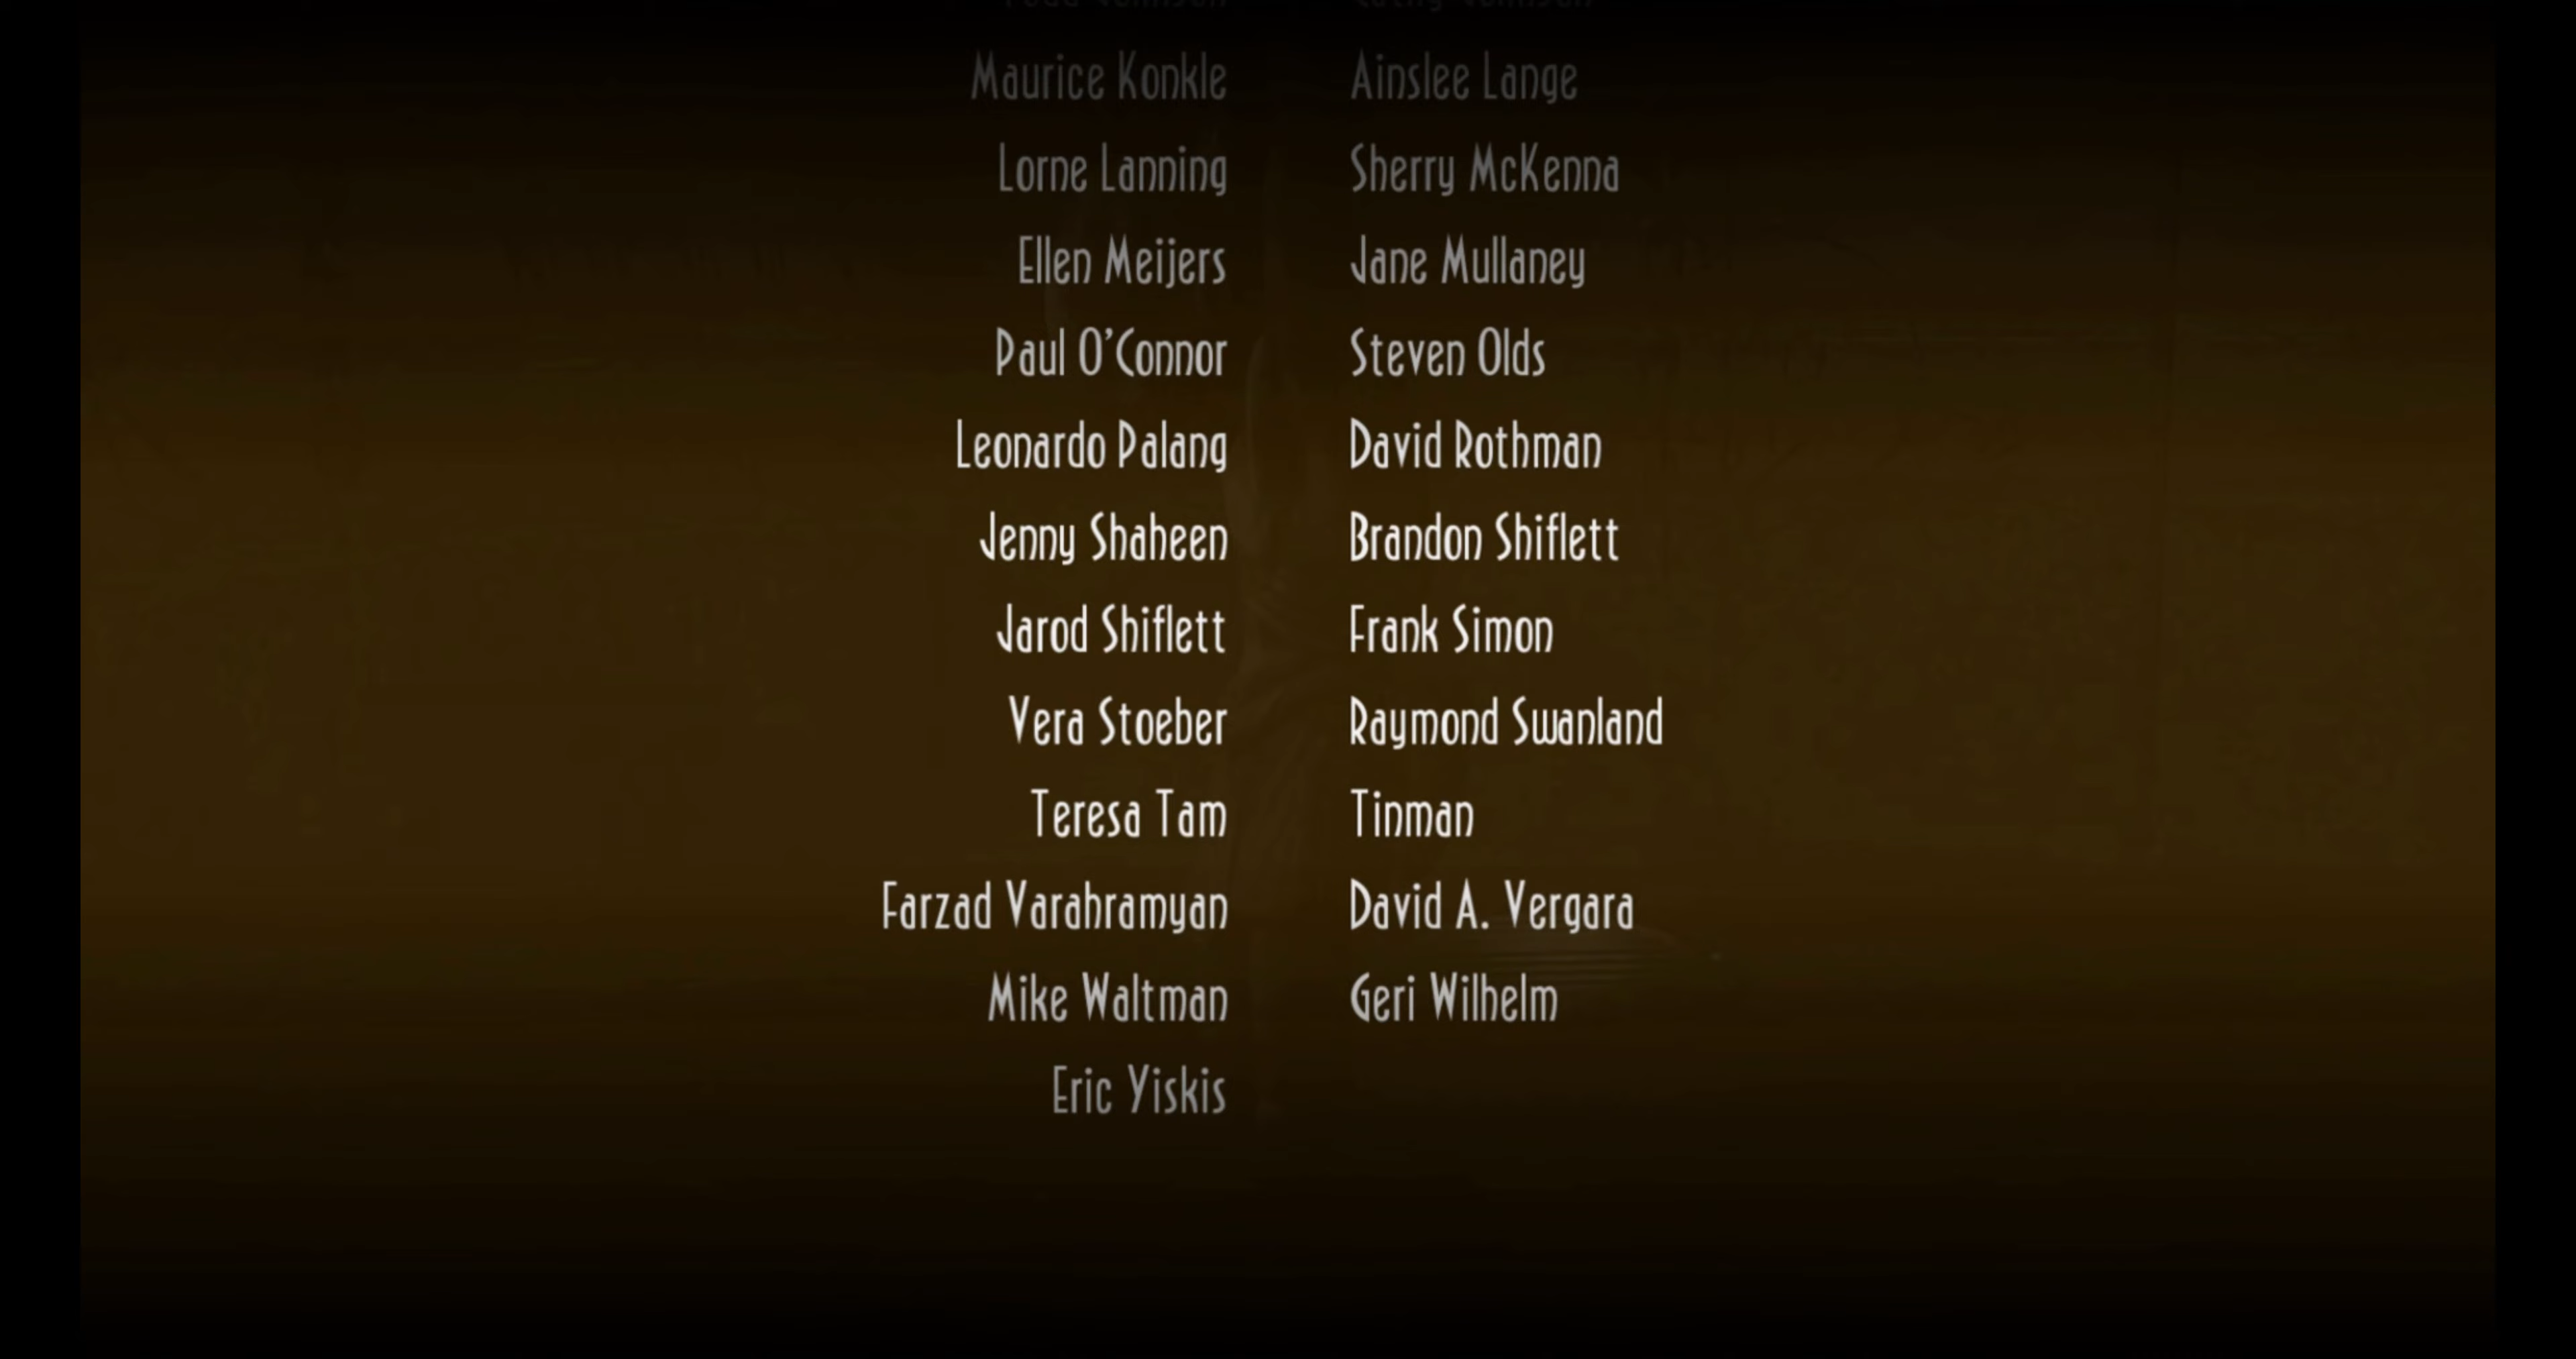 Maurice Konkle Ainslee Lange
Lorne Lanning Sherry McKenna
Ellen Meijers Jane Mullaney
Paul O'Connor Steven Olds
Leonardo Palang David Rothman
Jenny Shaheen Brandon Shiflett
Jarod Shiflett Frank Simon
Vera Stoeber Raymond Swanland
Teresa Tam Tinman
Farzad Varahramyan David A. Vergara
Mike Waltman Geri Wilhelm
Eric Yiskis